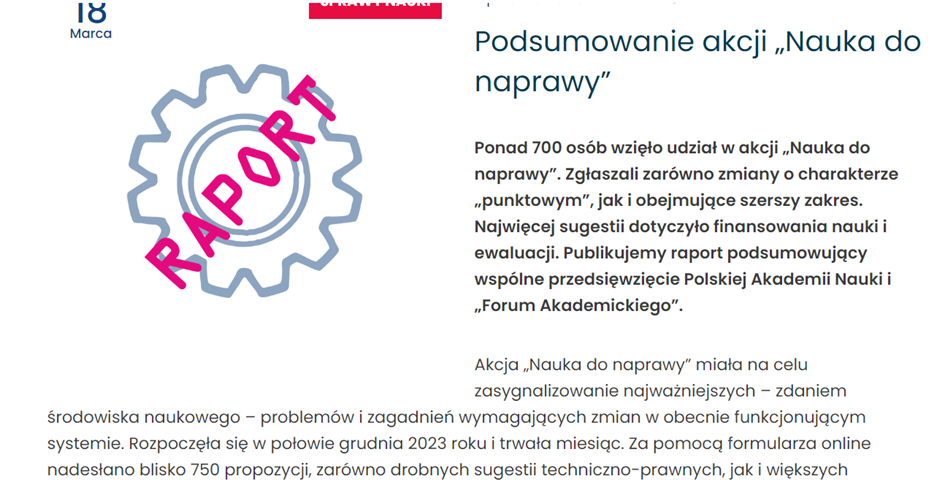 18
Marca
SPRAWY NAUKI
RAPORT
Podsumowanie akcji „Nauka do
naprawy”
Ponad 700 osób wzięło udział w akcji „Nauka do
naprawy”. Zgłaszali zarówno zmiany o charakterze
„punktowym”, jak i obejmujące szerszy zakres.
Najwięcej sugestii dotyczyło finansowania nauki i
ewaluacji. Publikujemy raport podsumowujący
wspólne przedsięwzięcie Polskiej Akademii Nauki i
„Forum Akademickiego”.
Akcja „Nauka do naprawy” miała na celu
zasygnalizowanie najważniejszych – zdaniem
środowiska naukowego – problemów i zagadnień wymagających zmian w obecnie funkcjonującym
systemie. Rozpoczęła się w połowie grudnia 2023 roku i trwała miesiąc. Za pomocą formularza online
nadesłano blisko 750 propozycji, zarówno drobnych sugestii techniczno-prawnych, jak i większych